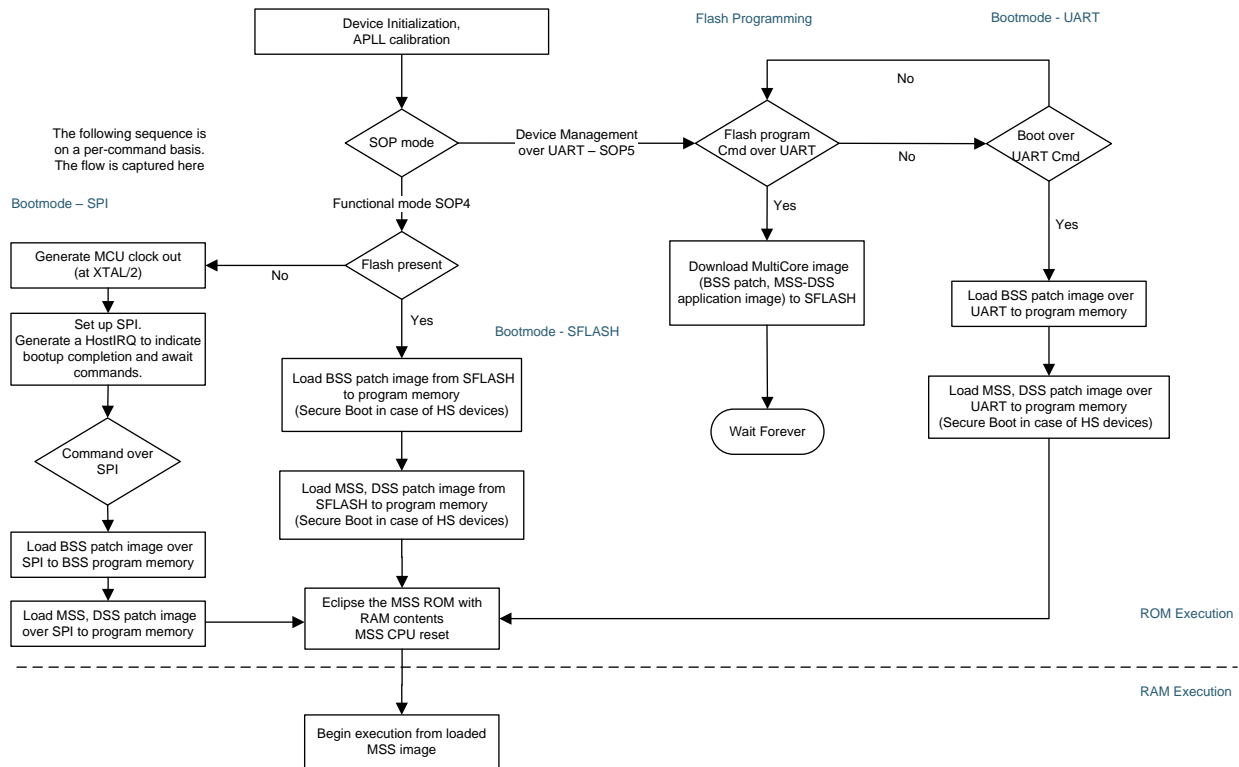 Device Initialization,
APLL calibration
Flash Programming
Bootmode - UART
No
The following sequence is
on a per-command basis.
The flow is captured here
SOP mode
Device Management
over UART – SOP5
Flash program
Cmd over UART
No
Boot over
UART Cmd
Bootmode – SPI
Functional mode SOP4
Yes
Yes
Generate MCU clock out
(at XTAL/2)
No
Flash present
Download MultiCore image
(BSS patch, MSS-DSS
application image) to SFLASH
Load BSS patch image over
UART to program memory
Set up SPI.
Generate a HostIRQ to indicate
bootup completion and await
commands.
Yes
Bootmode - SFLASH
Load BSS patch image from SFLASH
to program memory
(Secure Boot in case of HS devices)
Load MSS, DSS patch image over
UART to program memory
(Secure Boot in case of HS devices)
Wait Forever
Command over
SPI
Load MSS, DSS patch image from
SFLASH to program memory
(Secure Boot in case of HS devices)
Load BSS patch image over
SPI to BSS program memory
Load MSS, DSS patch image
over SPI to program memory
Eclipse the MSS ROM with
RAM contents
MSS CPU reset
ROM Execution
RAM Execution
Begin execution from loaded
MSS image